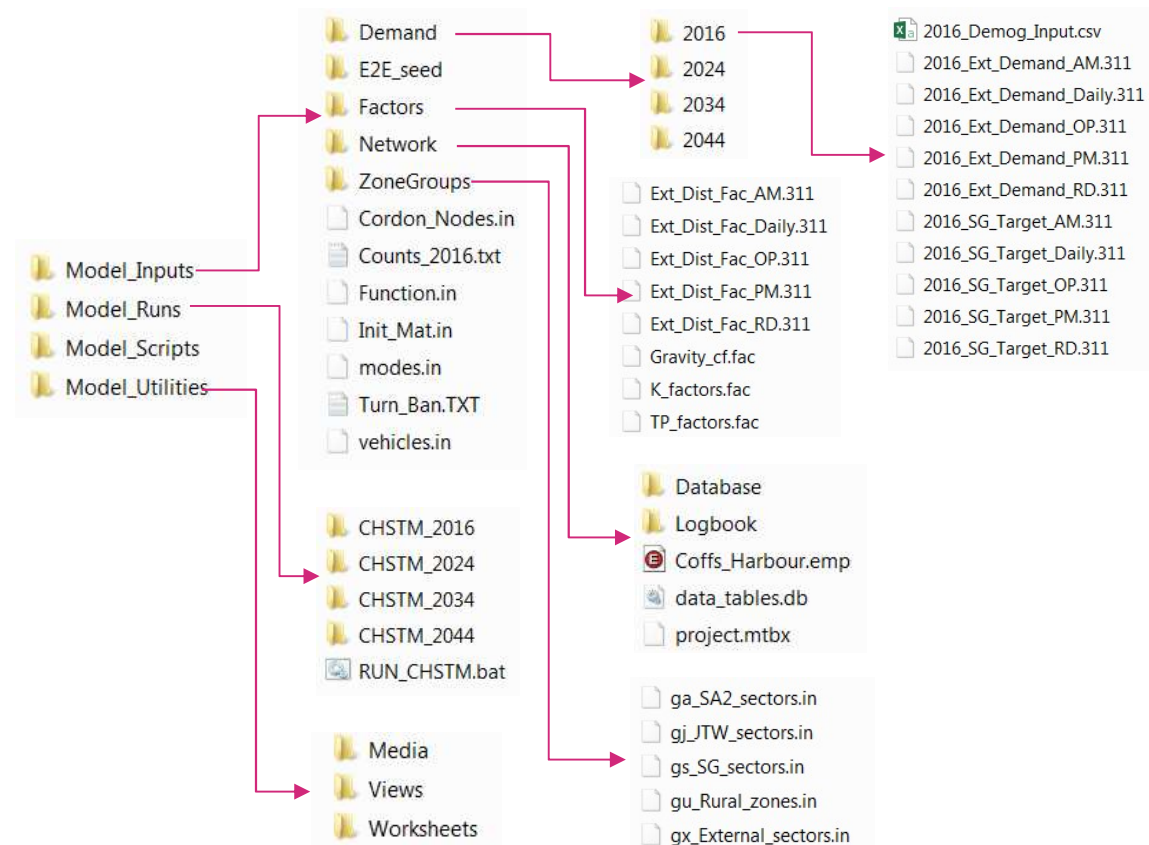 Model_Inputs
Model_Runs
Model_Scripts
Model_Utilities
Demand
E2E_seed
Factors
Network
ZoneGroups
Cordon_Nodes.in
Counts_2016.txt
Function.in
Init_Mat.in
modes.in
Turn_Ban.TXT
vehicles.in
CHSTM_2016
CHSTM_2024
CHSTM_2034
CHSTM_2044
RUN_CHSTM.bat
Media
Views
Worksheets
2016
2024
2034
2044
Ext_Dist_Fac_AM.311
Ext_Dist_Fac_Daily.311
Ext_Dist_Fac_OP.311
Ext_Dist_Fac_PM.311
Ext_Dist_Fac_RD.311
Gravity_cf.fac
K_factors.fac
TP_factors.fac
Database
Logbook
Coffs_Harbour.emp
data_tables.db
project.mtbx
ga_SA2_sectors.in
gj_JTW_sectors.in
gs_SG_sectors.in
gu_Rural_zones.in
gx_External_sectors.in
2016_Demog_Input.csv
2016_Ext_Demand_AM.311
2016_Ext_Demand_Daily.311
2016_Ext_Demand_OP.311
2016_Ext_Demand_PM.311
2016_Ext_Demand_RD.311
2016_SG_Target_AM.311
2016_SG_Target_Daily.311
2016_SG_Target_OP.311
2016_SG_Target_PM.311
2016_SG_Target_RD.311